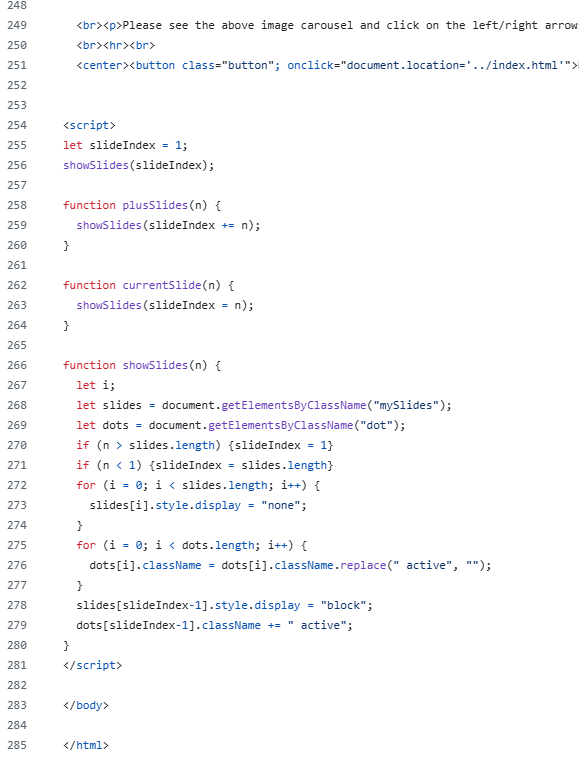 248
249 <br><p>Please see the above image carousel and click on the left/right arrow
250 <br><hr><br>
251 <center><button class="button"; onclick="document.location='../index.html'">
252
253
254 <script>
255 let slideIndex = 1;
256 showSlides(slideIndex);
257
258 function plusSlides(n) {
259 showSlides(slideIndex += n);
260 }
261
262 function currentSlide(n) {
263 showSlides(slideIndex = n);
264 }
265
266 function showSlides(n) {
267 let i;
268 let slides = document.getElementsByClassName("mySlides");
269 let dots = document.getElementsByClassName("dot");
270 if (n > slides.length) {slideIndex = 1}
271 if (n < 1) {slideIndex = slides.length}
272 for (i = 0; i < slides.length; i++) {
273 slides[i].style.display = "none";
274 }
275 for (i = 0; i < dots.length; i++) {
276 dots[i].className = dots[i].className.replace(" active", "");
277 }
278 slides[slideIndex-1].style.display = "block";
279 dots[slideIndex-1].className += " active";
280 }
281 </script>
282
283 </body>
284
285 </html>